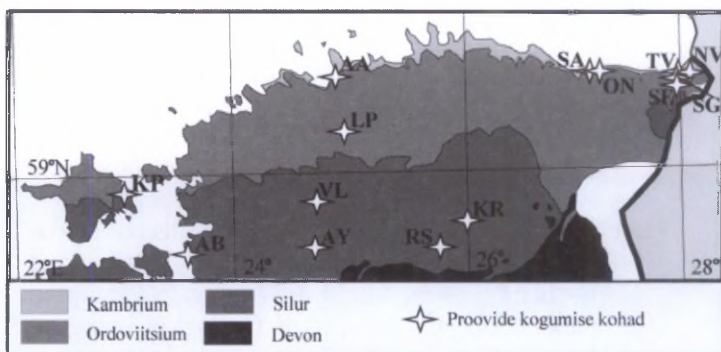 AA
SA
TV
NV
ON
SF
SG
LP
59°N
KP
VL
KR
AB
AY
RS
22°E
24°
26°
28°
Kambrium
Silur
Proovide kogumise kohad
Ordoviitsium
Devon